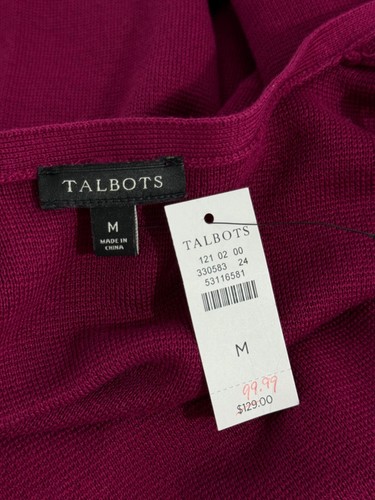 TALBOTS
M
MADE IN
CHINA
TALBOTS
121 02 00
330583 24
53116581
M
99.99
$129.00